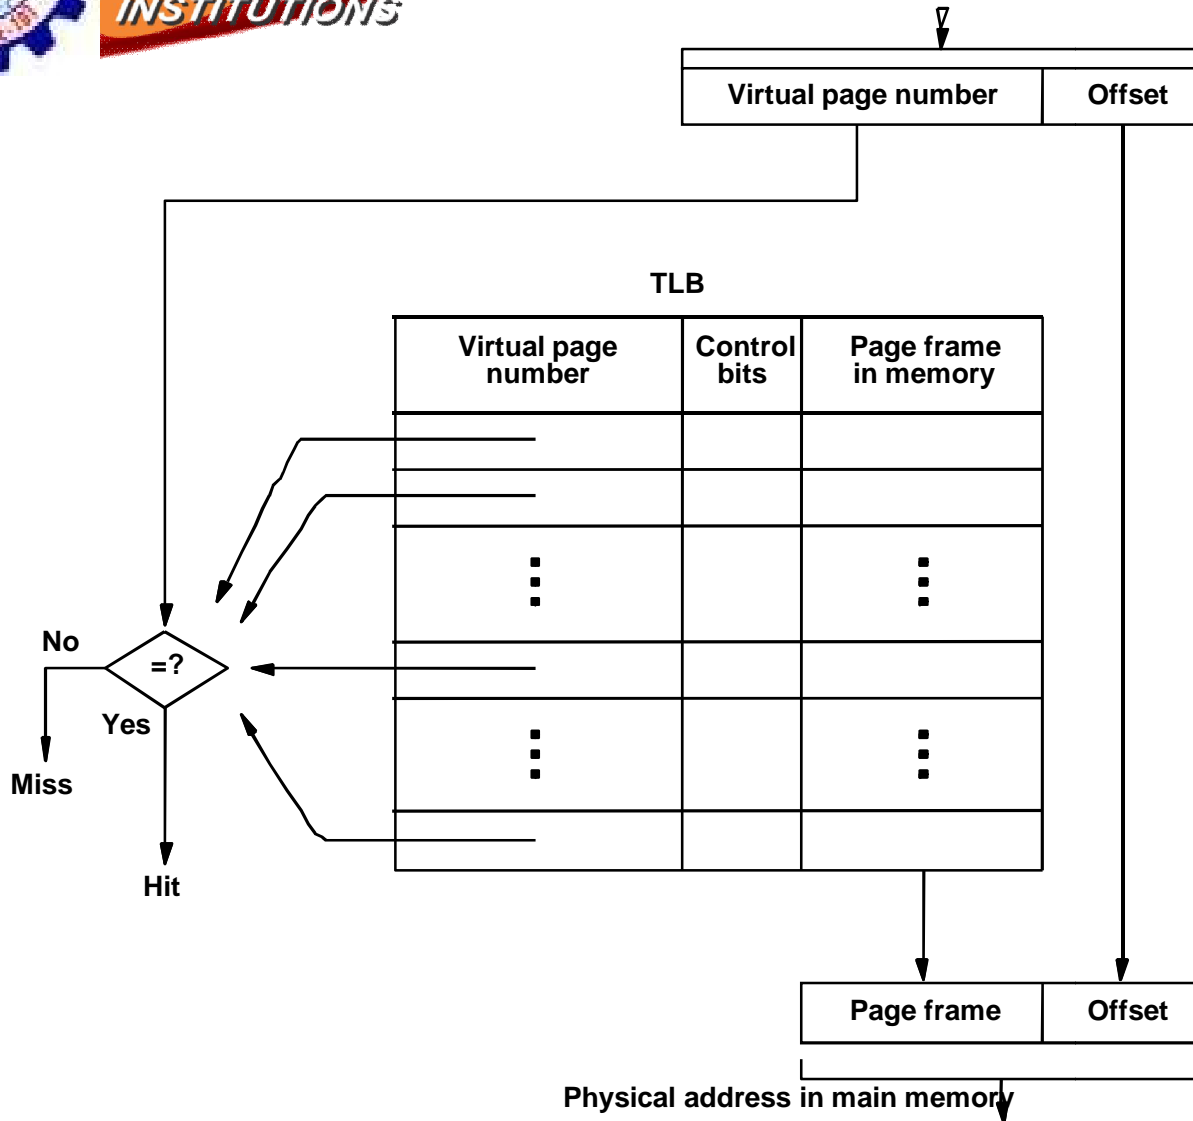 INSTITUTIONS
Virtual page number Offset
TLB
Virtual page
number
Control
bits
Page frame
in memory
No
=?
Yes
Miss
Hit
Page frame Offset
Physical address in main memory